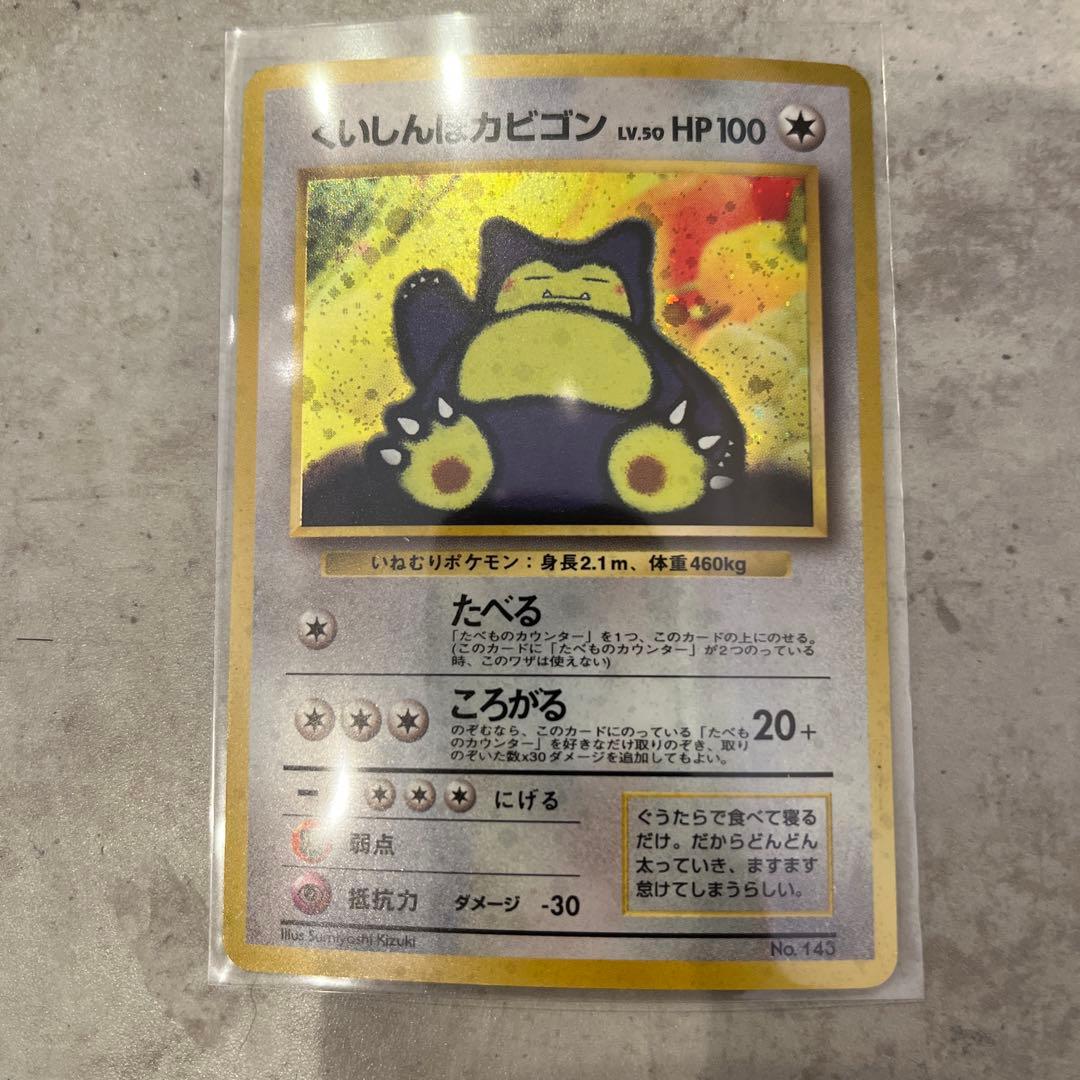 くいしんぼカビゴン LV.50 HP100
いねむりポケモン：身長2.1m、体重460kg
たべる
「たべものカウンター」を1つ、このカードの上にのせる。
(このカードに「たべものカウンター」が2つのっている
時、このワザは使えない)
ころがる 20+
のぞむなら、このカードにのっている「たべも
のカウンター」を好きなだけ取りのぞき、取り
のぞいた数x30ダメージを追加してもよい。
にげる
弱点
抵抗力 ダメージ -30
ぐうたらで食べて寝る
だけ。だからどんどん
太っていき、ますます
怠けてしまうらしい。
Illus Sumiyoshi Kizuki
No. 143